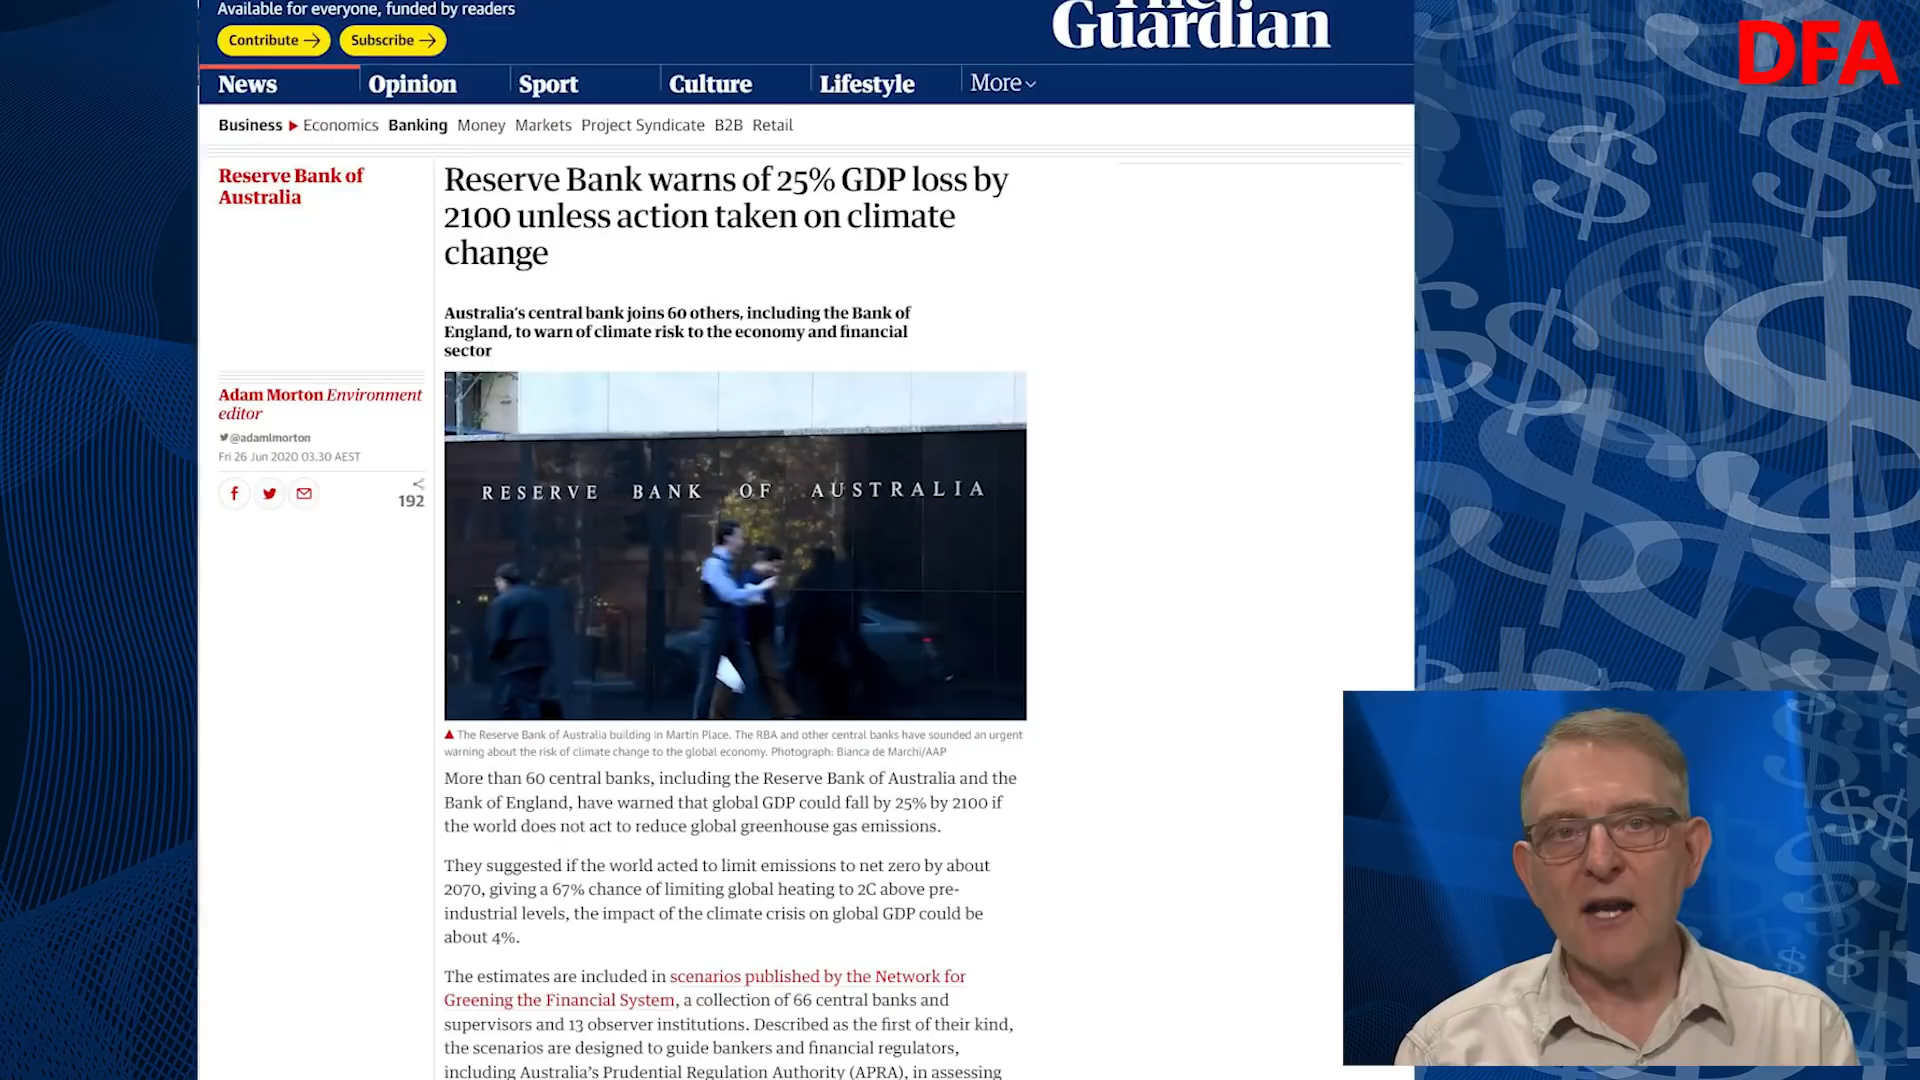 Available for everyone, funded by readers
Contribute →
Subscribe →
The
Guardian
DFA
News
Opinion
Sport
Culture
Lifestyle
More
Business
Economics
Banking
Money
Markets
Project Syndicate
B2B
Retail
Reserve Bank of
Australia
Reserve Bank warns of 25% GDP loss by
2100 unless action taken on climate
change
Australia's central bank joins 60 others, including the Bank of
England, to warn of climate risk to the economy and financial
sector
Adam Morton Environment
editor
@adamlmorton
Fri 26 Jun 2020 03.30 AEST
192
RESERVE BANK OF AUSTRALIA
▲ The Reserve Bank of Australia building in Martin Place. The RBA and other central banks have sounded an urgent
warning about the risk of climate change to the global economy. Photograph: Bianca de Marchi/AAP
More than 60 central banks, including the Reserve Bank of Australia and the
Bank of England, have warned that global GDP could fall by 25% by 2100 if
the world does not act to reduce global greenhouse gas emissions.
They suggested if the world acted to limit emissions to net zero by about
2070, giving a 67% chance of limiting global heating to 2C above pre-
industrial levels, the impact of the climate crisis on global GDP could be
about 4%.
The estimates are included in scenarios published by the Network for
Greening the Financial System, a collection of 66 central banks and
supervisors and 13 observer institutions. Described as the first of their kind,
the scenarios are designed to guide bankers and financial regulators,
including Australia's Prudential Regulation Authority (APRA), in assessing